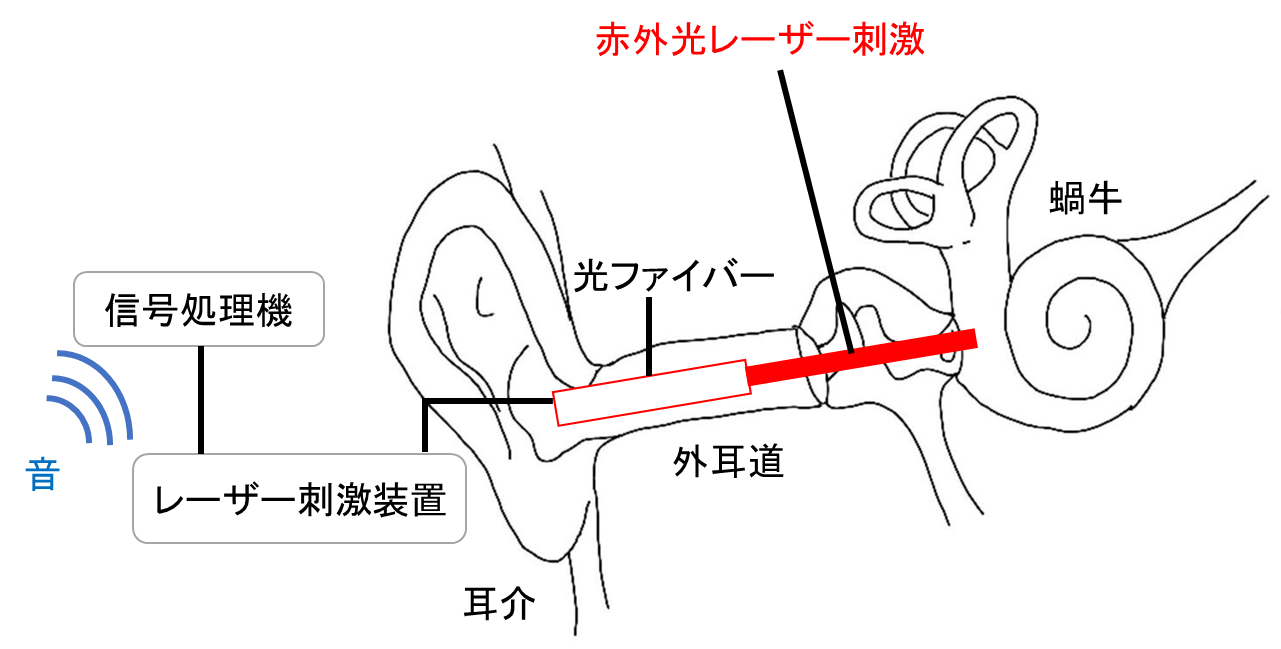 赤外光レーザー刺激
蝸牛
光ファイバー
信号処理機
音
外耳道
レーザー刺激装置
耳介